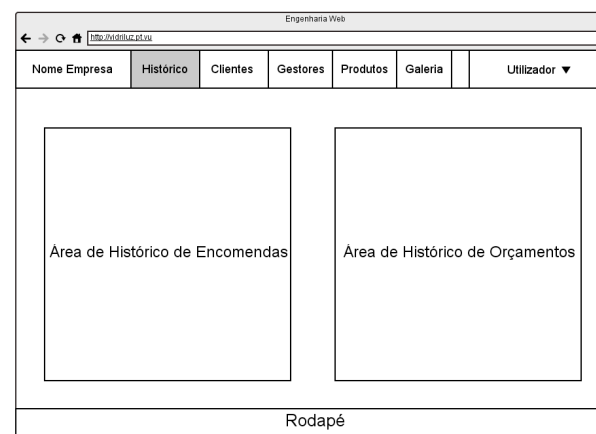 Engenharia Web
http://vidriluz.pt.vu
Nome Empresa Histórico Clientes Gestores Produtos Galeria Utilizador ▼
Área de Histórico de Encomendas Área de Histórico de Orçamentos
Rodapé